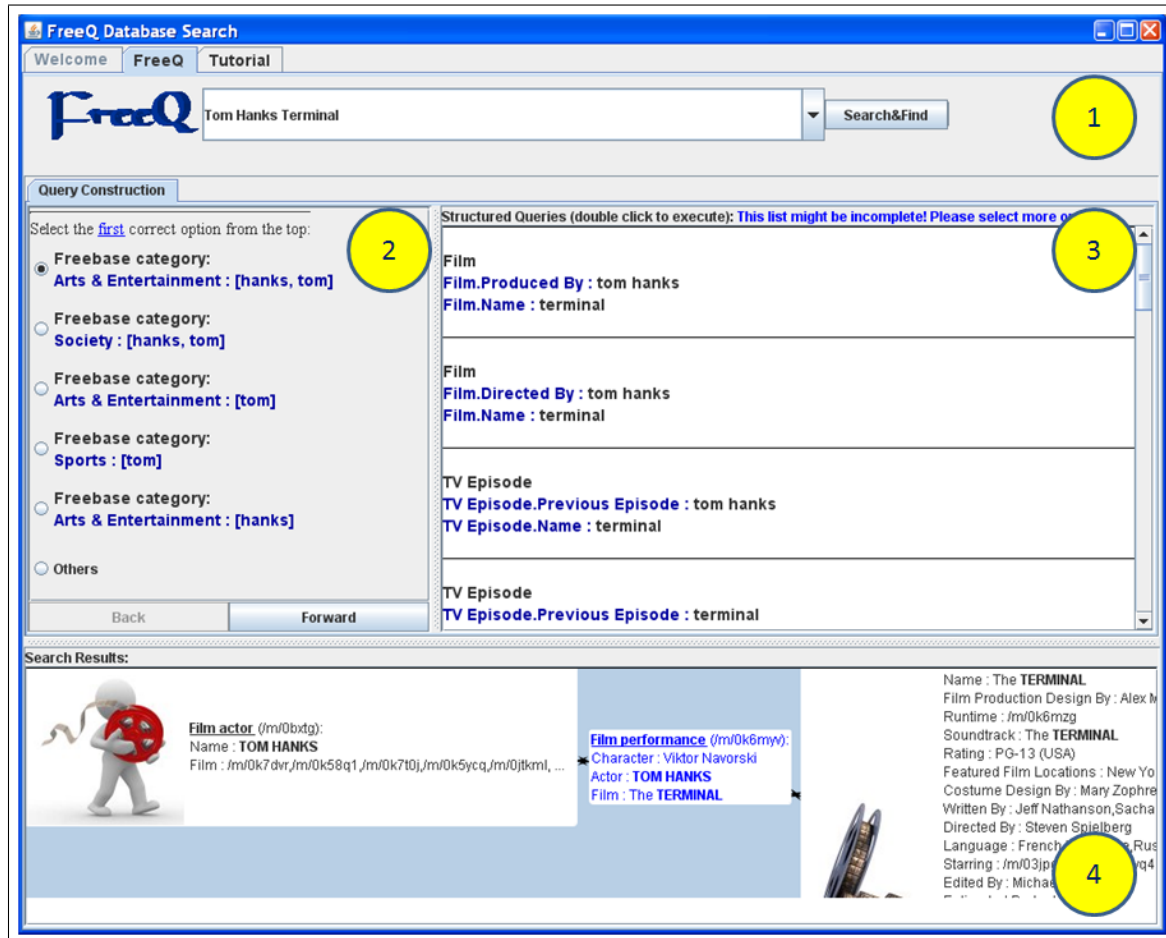 FreeQ Database Search
Welcome FreeQ Tutorial
FreeQ Tom Hanks Terminal Search&Find
1
Query Construction
Select the first correct option from the top:
Freebase category:
Arts & Entertainment : [hanks, tom]
Freebase category:
Society : [hanks, tom]
Freebase category:
Arts & Entertainment : [tom]
Freebase category:
Sports : [tom]
Freebase category:
Arts & Entertainment : [hanks]
Others
Back Forward
2
Structured Queries (double click to execute): This list might be incomplete! Please select more
3
Film
Film.Produced By : tom hanks
Film.Name : terminal
Film
Film.Directed By : tom hanks
Film.Name : terminal
TV Episode
TV Episode.Previous Episode : tom hanks
TV Episode.Name : terminal
TV Episode
TV Episode.Previous Episode : terminal
Search Results:
Film actor (/m/0bxtg):
Name : TOM HANKS
Film : /m/0k7dvr,/m/0k58q1,/m/0k7t0j,/m/0k5ycq,/m/0jtkml, ...
Film performance (/m/0k6myv):
Character : Viktor Navorski
Actor : TOM HANKS
Film : The TERMINAL
Name : The TERMINAL
Film Production Design By : Alex
Runtime : /m/0k6mzg
Soundtrack : The TERMINAL
Rating : PG-13 (USA)
Featured Film Locations : New Yo
Costume Design By : Mary Zophre
Written By : Jeff Nathanson,Sacha
Directed By : Steven Spielberg
Language : French
Starring :
Edited By :
4